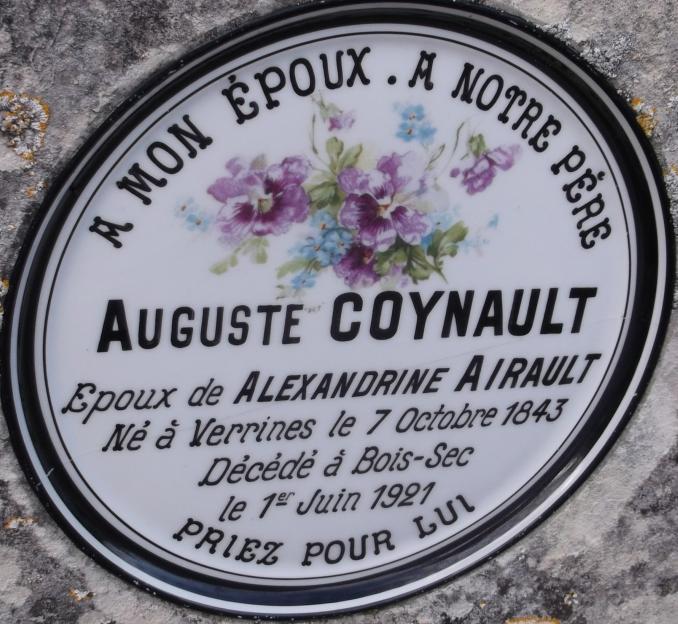 A MON ÉPOUX . A NOTRE PÉRE
AUGUSTE COYNAULT
Epoux de ALEXANDRINE AIRAULT
Né à Verrines le 7 Octobre 1843
Décédé à Bois-Sec
le 1er Juin 1921
PRIEZ POUR LUI